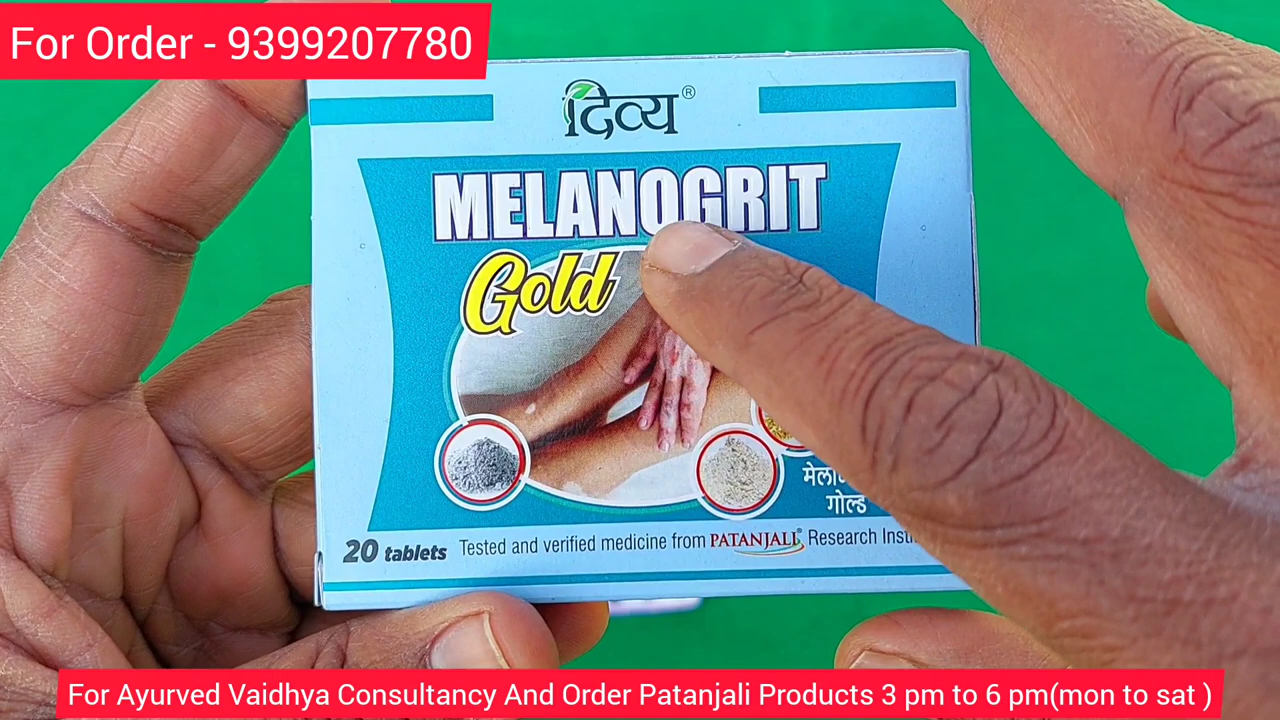 For Order - 9399207780
दिव्य®
MELANOGRIT
Gold
गोल्ड
20 tablets Tested and verified medicine from PATANJALI® Research
For Ayurved Vaidhya Consultancy And Order Patanjali Products 3 pm to 6 pm(mon to sat )